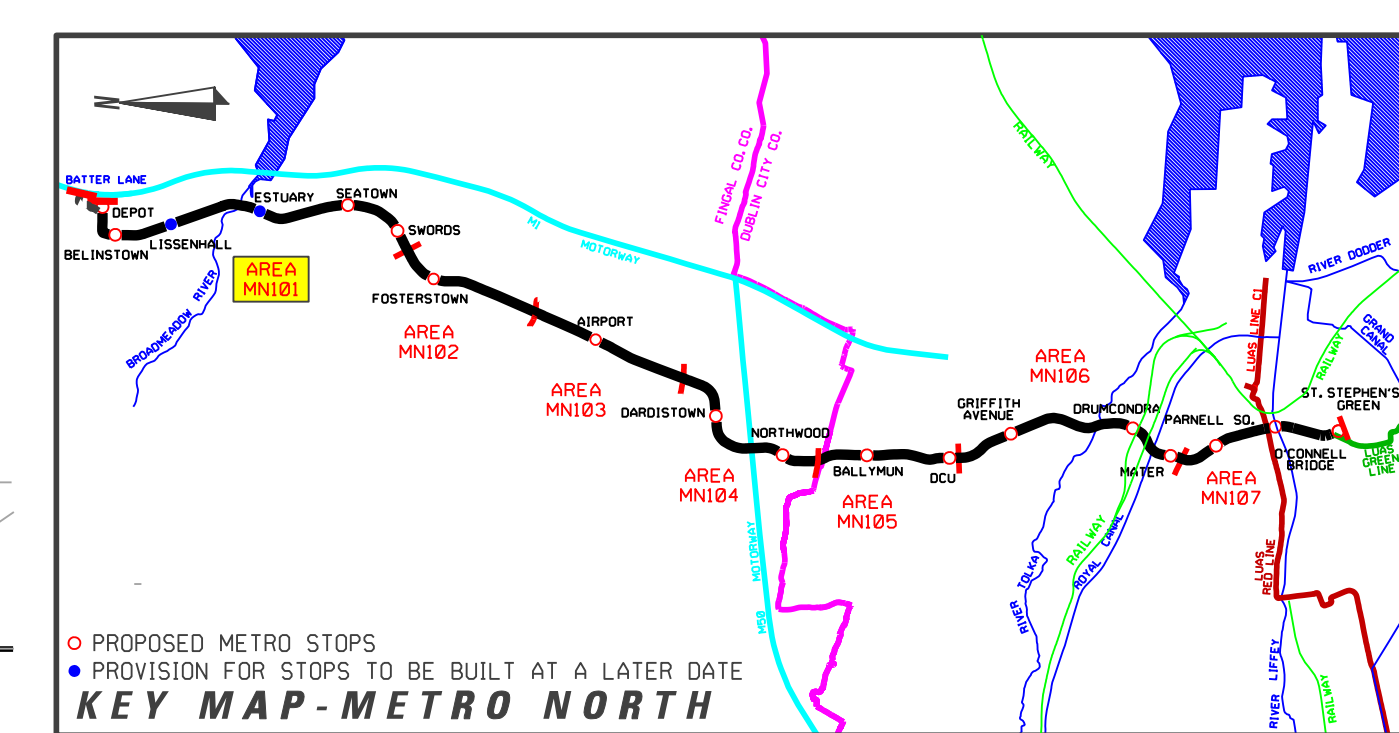 N
BATTER LANE
DEPOT
BELINSTOWN
LISSENHALL
ESTUARY
SEATOWN
SWORDS
FOSTERSTOWN
AREA
MN101
BROADMEADOW RIVER
AREA
MN102
AIRPORT
M1
MOTORWAY
FINGAL CO.CO.
DUBLIN CITY CO.
AREA
MN103
DARDISTOWN
NORTHWOOD
AREA
MN104
MOTORWAY
M50
BALLYMUN
DCU
AREA
MN105
GRIFFITH
AVENUE
AREA
MN106
DRUMCONDRA
MATER
PARNELL SQ.
AREA
MN107
RAILWAY
RIVER TOLKA
RAILWAY
ROYAL CANAL
LUAS LINE C1
RIVER DODDER
GRAND
CANAL
RAILWAY
ST. STEPHEN'S
GREEN
O'CONNELL
BRIDGE
LUAS
GREEN
LINE
LUAS
RED LINE
RIVER LIFFEY
RAILWAY
PROPOSED METRO STOPS
PROVISION FOR STOPS TO BE BUILT AT A LATER DATE
KEY MAP-METRO NORTH